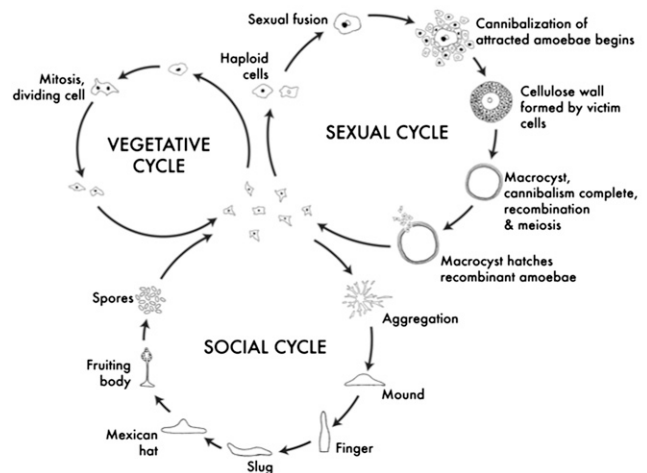 Sexual fusion
Cannibalization of
attracted amoebae begins
Haploid
cells
Mitosis,
dividing cell
Cellulose wall
formed by victim
cells
VEGETATIVE
CYCLE
SEXUAL CYCLE
Macrocyst,
cannibalism complete,
recombination
& meiosis
Macrocyst hatches
recombinant amoebae
Spores
Aggregation
SOCIAL CYCLE
Fruiting
body
Mound
Mexican
hat
Finger
Slug